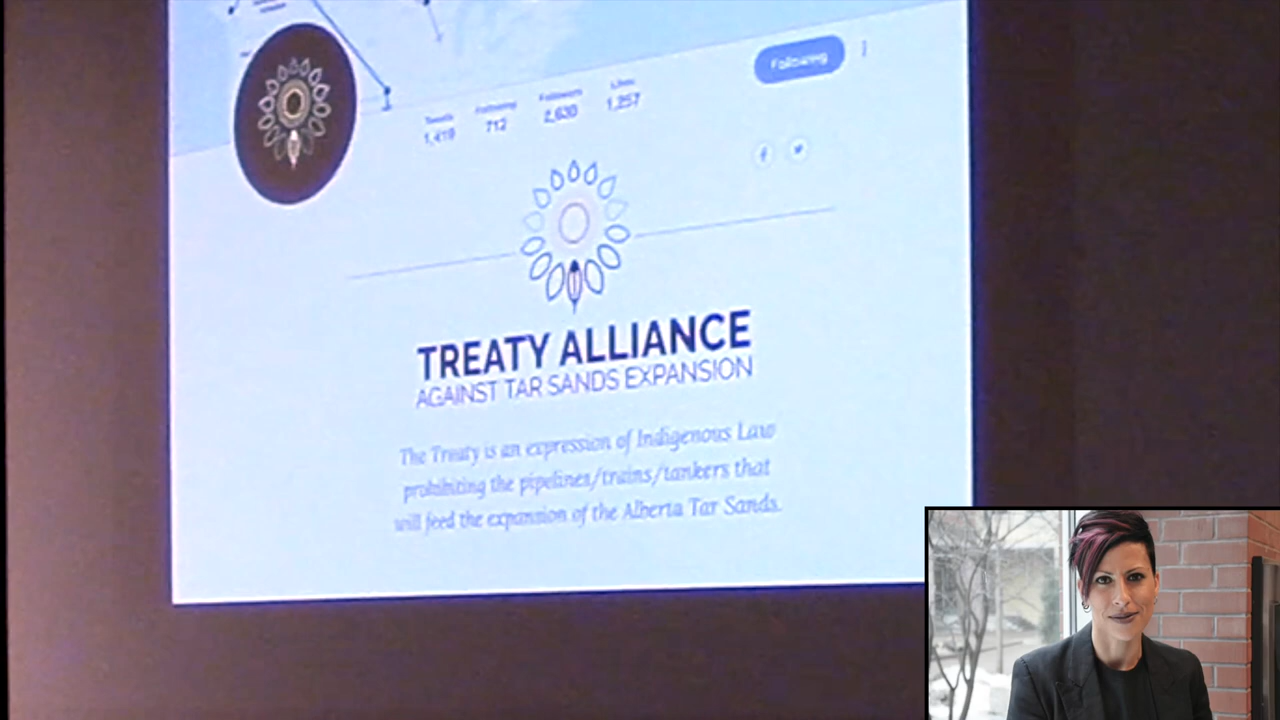 Following
Tweets Following Followers Likes
1,419 712 2,630 1,257
TREATY ALLIANCE
AGAINST TAR SANDS EXPANSION
The Treaty is an expression of Indigenous Law
prohibiting the pipelines/trains/tankers that
will feed the expansion of the Alberta Tar Sands.